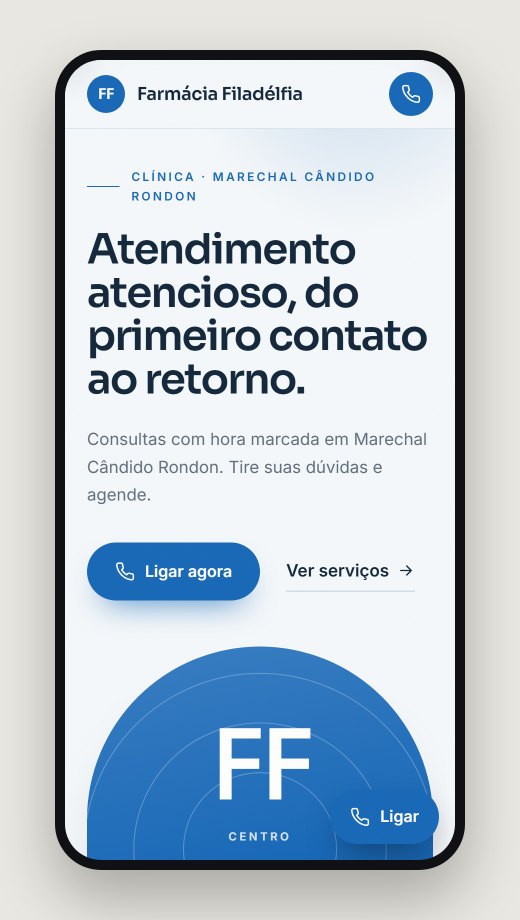 FF Farmácia Filadélfia
CLÍNICA · MARECHAL CÂNDIDO
RONDON
Atendimento
atencioso, do
primeiro contato
ao retorno.
Consultas com hora marcada em Marechal
Cândido Rondon. Tire suas dúvidas e
agende.
Ligar agora
Ver serviços →
FF
CENTRO
Ligar